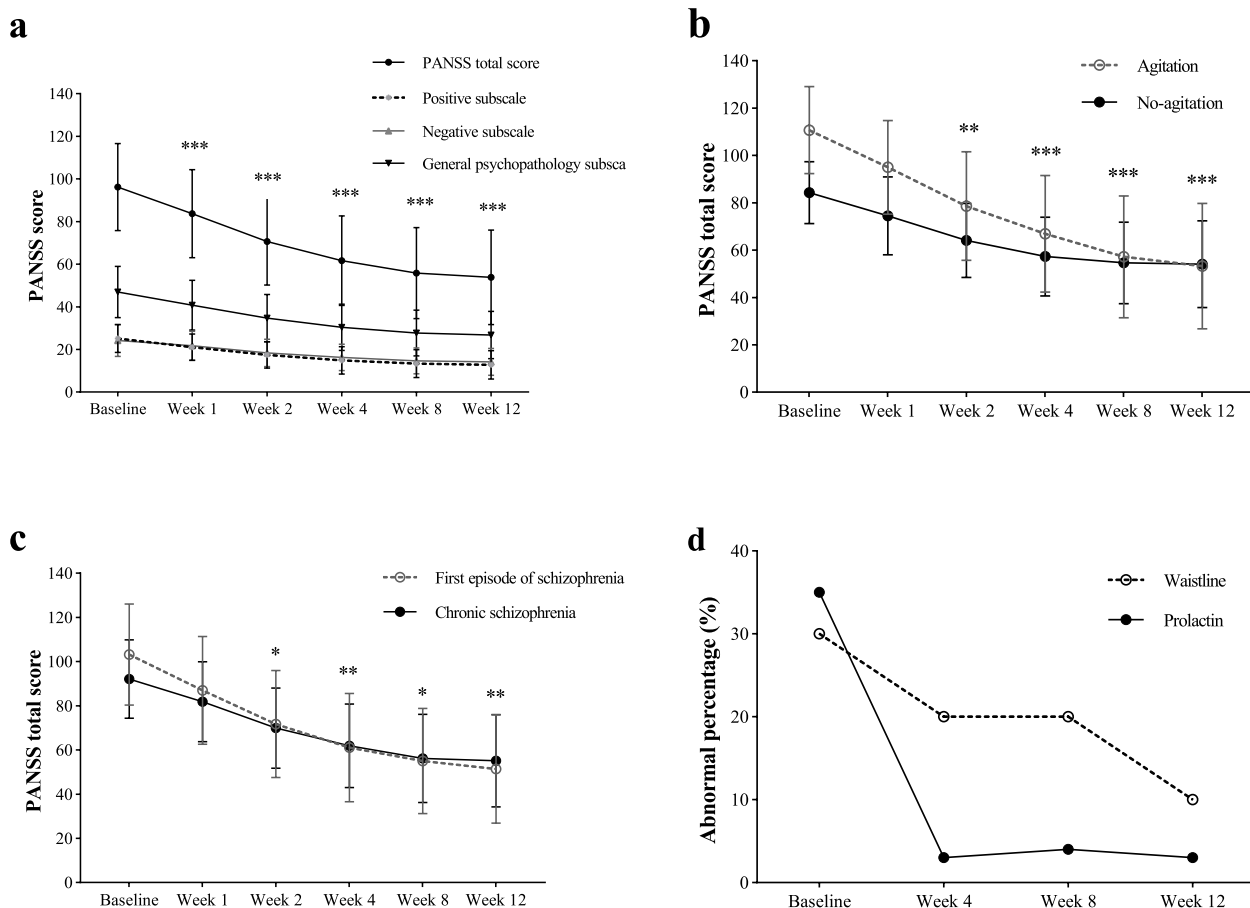 a
PANSS total score
Positive subscale
Negative subscale
General psychopathology subsca
PANSS score
140
120
100
80
60
40
20
0
***
***
***
***
***
Baseline Week 1 Week 2 Week 4 Week 8 Week 12
b
Agitation
No-agitation
PANSS total score
140
120
100
80
60
40
20
0
**
***
***
***
Baseline Week 1 Week 2 Week 4 Week 8 Week 12
c
First episode of schizophrenia
Chronic schizophrenia
PANSS total score
140
120
100
80
60
40
20
0
*
**
*
**
Baseline Week 1 Week 2 Week 4 Week 8 Week 12
d
Waistline
Prolactin
Abnormal percentage (%)
40
30
20
10
0
Baseline Week 4 Week 8 Week 12